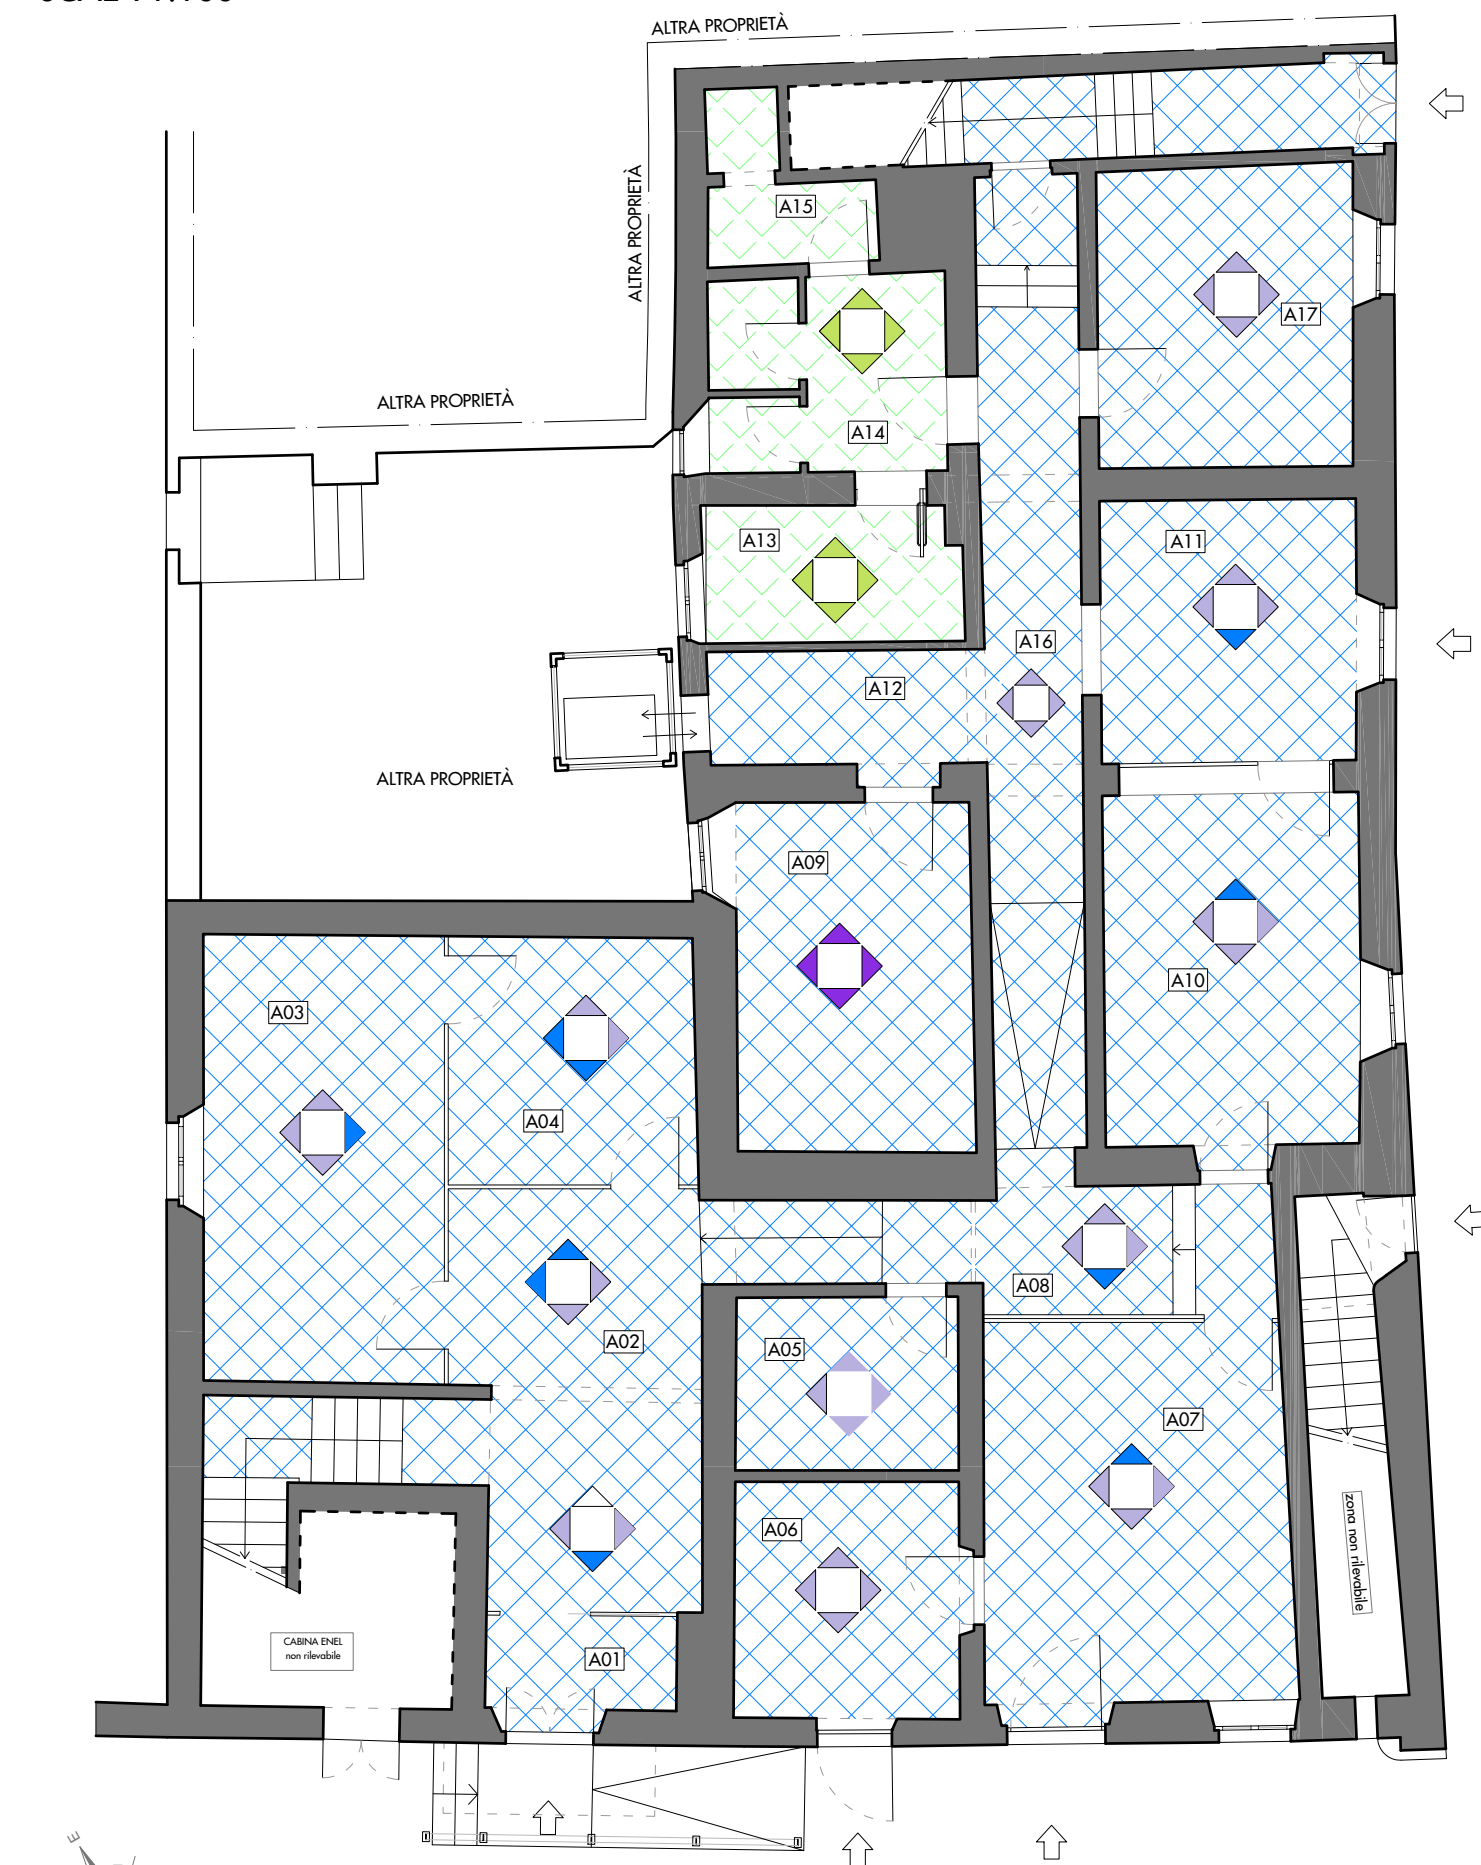 ALTRA PROPRIETÀ
ALTRA PROPRIETÀ
A15
A17
ALTRA PROPRIETÀ
A14
A13
A11
A16
A12
ALTRA PROPRIETÀ
A09
A10
A03
A04
A08
A02
A05
A07
A06
zona non rilevabile
CABINA ENEL
non rilevabile
A01
E